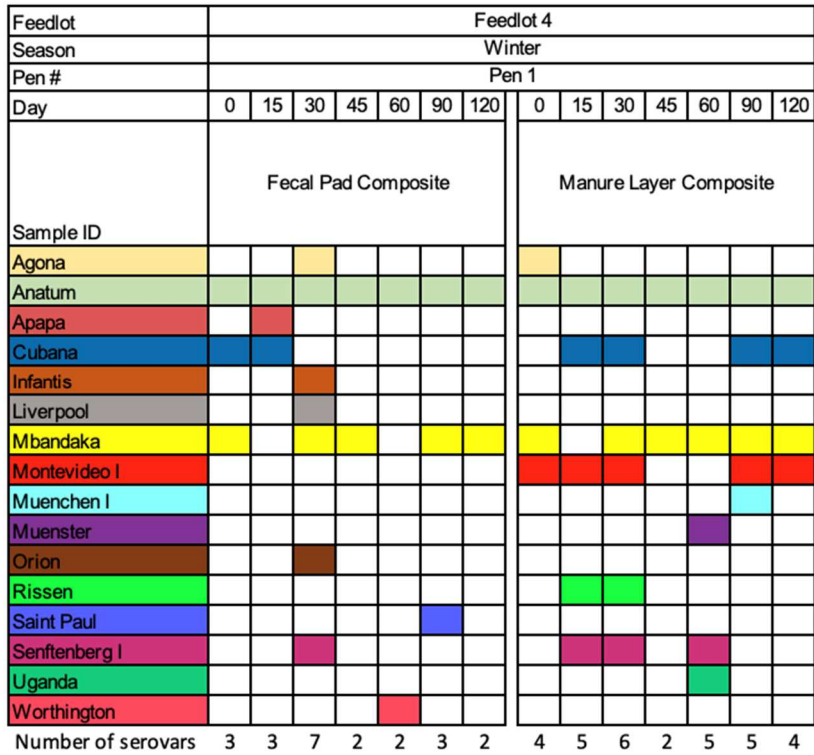 Feedlot Feedlot 4
Season Winter
Pen # Pen 1
Day 0 15 30 45 60 90 120 0 15 30 45 60 90 120
Fecal Pad Composite Manure Layer Composite
Sample ID
Agona
Anatum
Apapa
Cubana
Infantis
Liverpool
Mbandaka
Montevideo I
Muenchen I
Muenster
Orion
Rissen
Saint Paul
Senftenberg I
Uganda
Worthington
Number of serovars 3 3 7 2 2 3 2 4 5 6 2 5 5 4